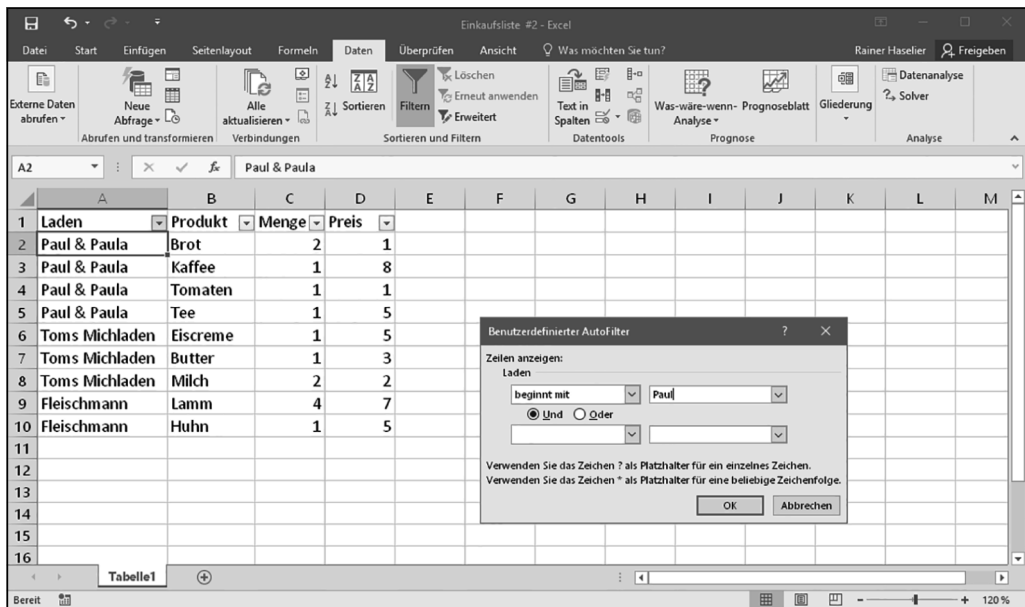 Einkaufsliste #2 - Excel
Datei Start Einfügen Seitenlayout Formeln Daten Überprüfen Ansicht Was möchten Sie tun? Rainer Haselier Freigeben
Externe Daten abrufen
Neue Abfrage
Alle aktualisieren
Sortieren
Filtern
Löschen
Erneut anwenden
Erweitert
Text in Spalten
Was-wäre-wenn-Analyse
Prognoseblatt
Gliederung
Datenanalyse
Solver
Abrufen und transformieren Verbindungen Sortieren und Filtern Datentools Prognose Analyse
A2 fx Paul & Paula
A B C D E F G H I J K L M
1 Laden Produkt Menge Preis
2 Paul & Paula Brot 2 1
3 Paul & Paula Kaffee 1 8
4 Paul & Paula Tomaten 1 1
5 Paul & Paula Tee 1 5
6 Toms Michladen Eiscreme 1 5
7 Toms Michladen Butter 1 3
8 Toms Michladen Milch 2 2
9 Fleischmann Lamm 4 7
10 Fleischmann Huhn 1 5
11
12
13
14
15
16
Benutzerdefinierter AutoFilter ?
Zeilen anzeigen:
Laden
beginnt mit Paul
Und Oder
Verwenden Sie das Zeichen ? als Platzhalter für ein einzelnes Zeichen.
Verwenden Sie das Zeichen * als Platzhalter für eine beliebige Zeichenfolge.
OK Abbrechen
Tabelle1
Bereit 120 %